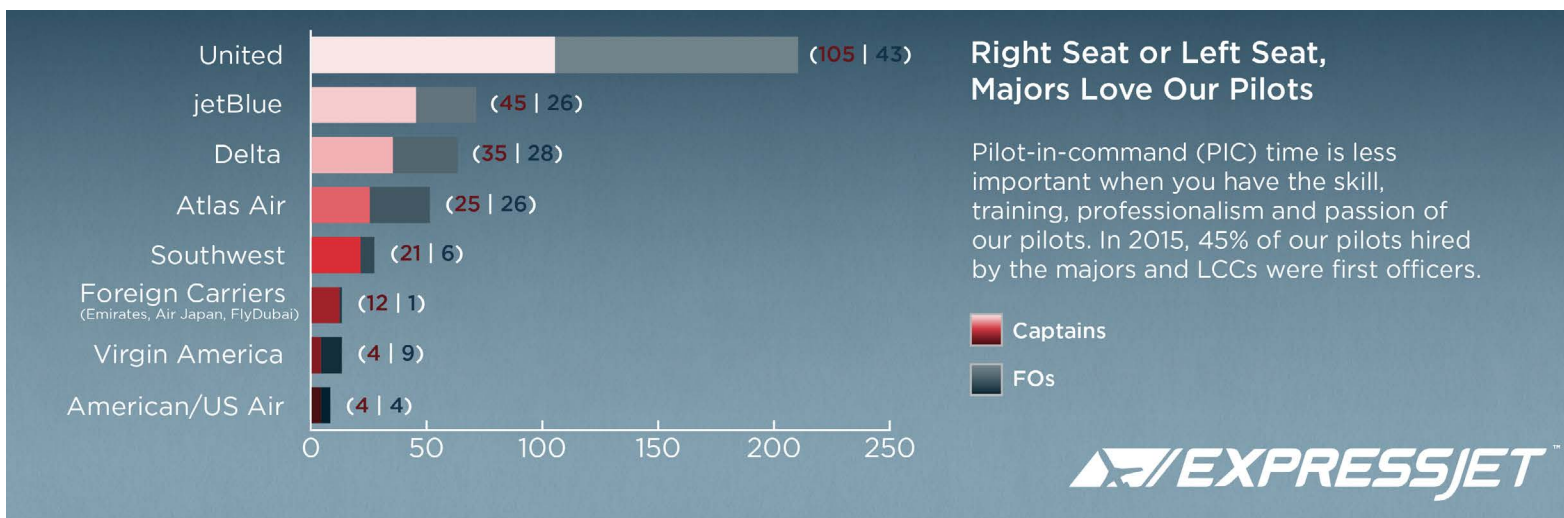 United (105 | 43)
jetBlue (45 | 26)
Delta (35 | 28)
Atlas Air (25 | 26)
Southwest (21 | 6)
Foreign Carriers (12 | 1)
(Emirates, Air Japan, FlyDubai)
Virgin America (4 | 9)
American/US Air (4 | 4)
0 50 100 150 200 250
Right Seat or Left Seat,
Majors Love Our Pilots
Pilot-in-command (PIC) time is less
important when you have the skill,
training, professionalism and passion of
our pilots. In 2015, 45% of our pilots hired
by the majors and LCCs were first officers.
Captains
FOs
EXPRESSJET™